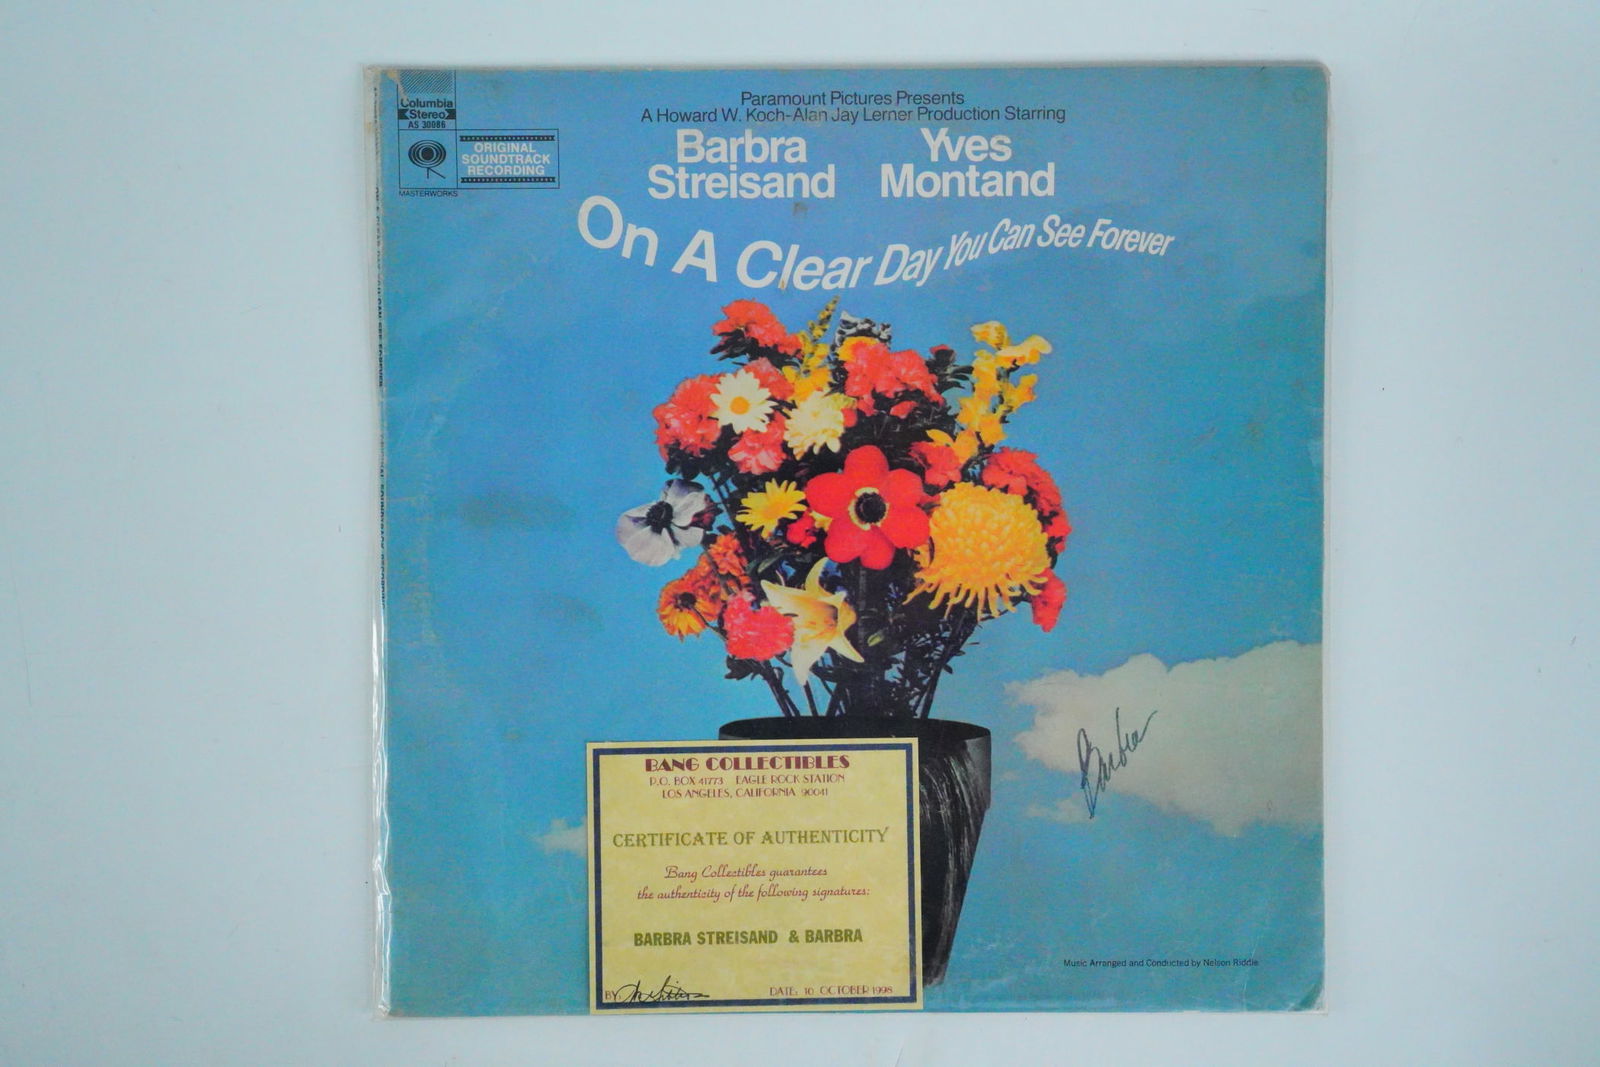 Columbia
Stereo
AS 30086
ORIGINAL
SOUNDTRACK
RECORDING
MASTERWORKS
Paramount Pictures Presents
A Howard W. Koch-Alan Jay Lerner Production Starring
Barbra Streisand
Yves Montand
On A Clear Day You Can See Forever
Barbra
BANG COLLECTIBLES
P.O. BOX 41773 EAGLE ROCK STATION
LOS ANGELES, CALIFORNIA 90041
CERTIFICATE OF AUTHENTICITY
Bang Collectibles guarantees
the authenticity of the following signatures:
BARBRA STREISAND & BARBRA
BY:
DATE: 10 OCTOBER 1998
Music Arranged and Conducted by Nelson Riddle